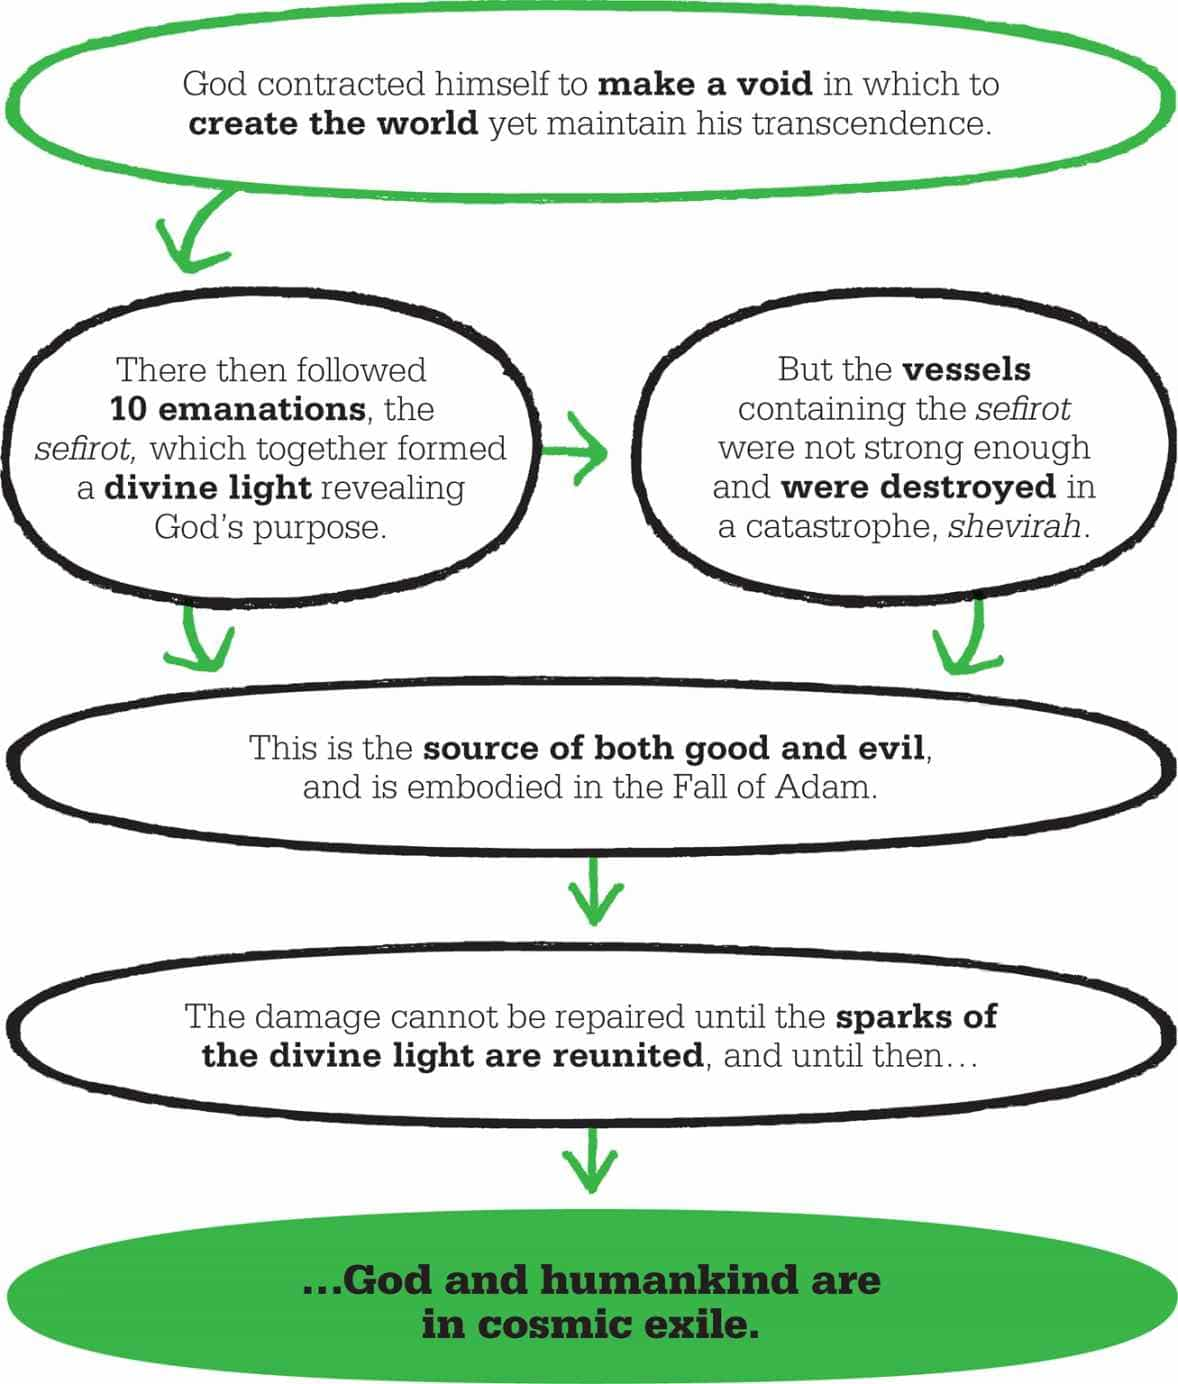 God contracted himself to make a void in which to
create the world yet maintain his transcendence.
There then followed
10 emanations, the
sefirot, which together formed
a divine light revealing
God’s purpose.
But the vessels
containing the sefirot
were not strong enough
and were destroyed in
a catastrophe, shevirah.
This is the source of both good and evil,
and is embodied in the Fall of Adam.
The damage cannot be repaired until the sparks of
the divine light are reunited, and until then…
…God and humankind are
in cosmic exile.